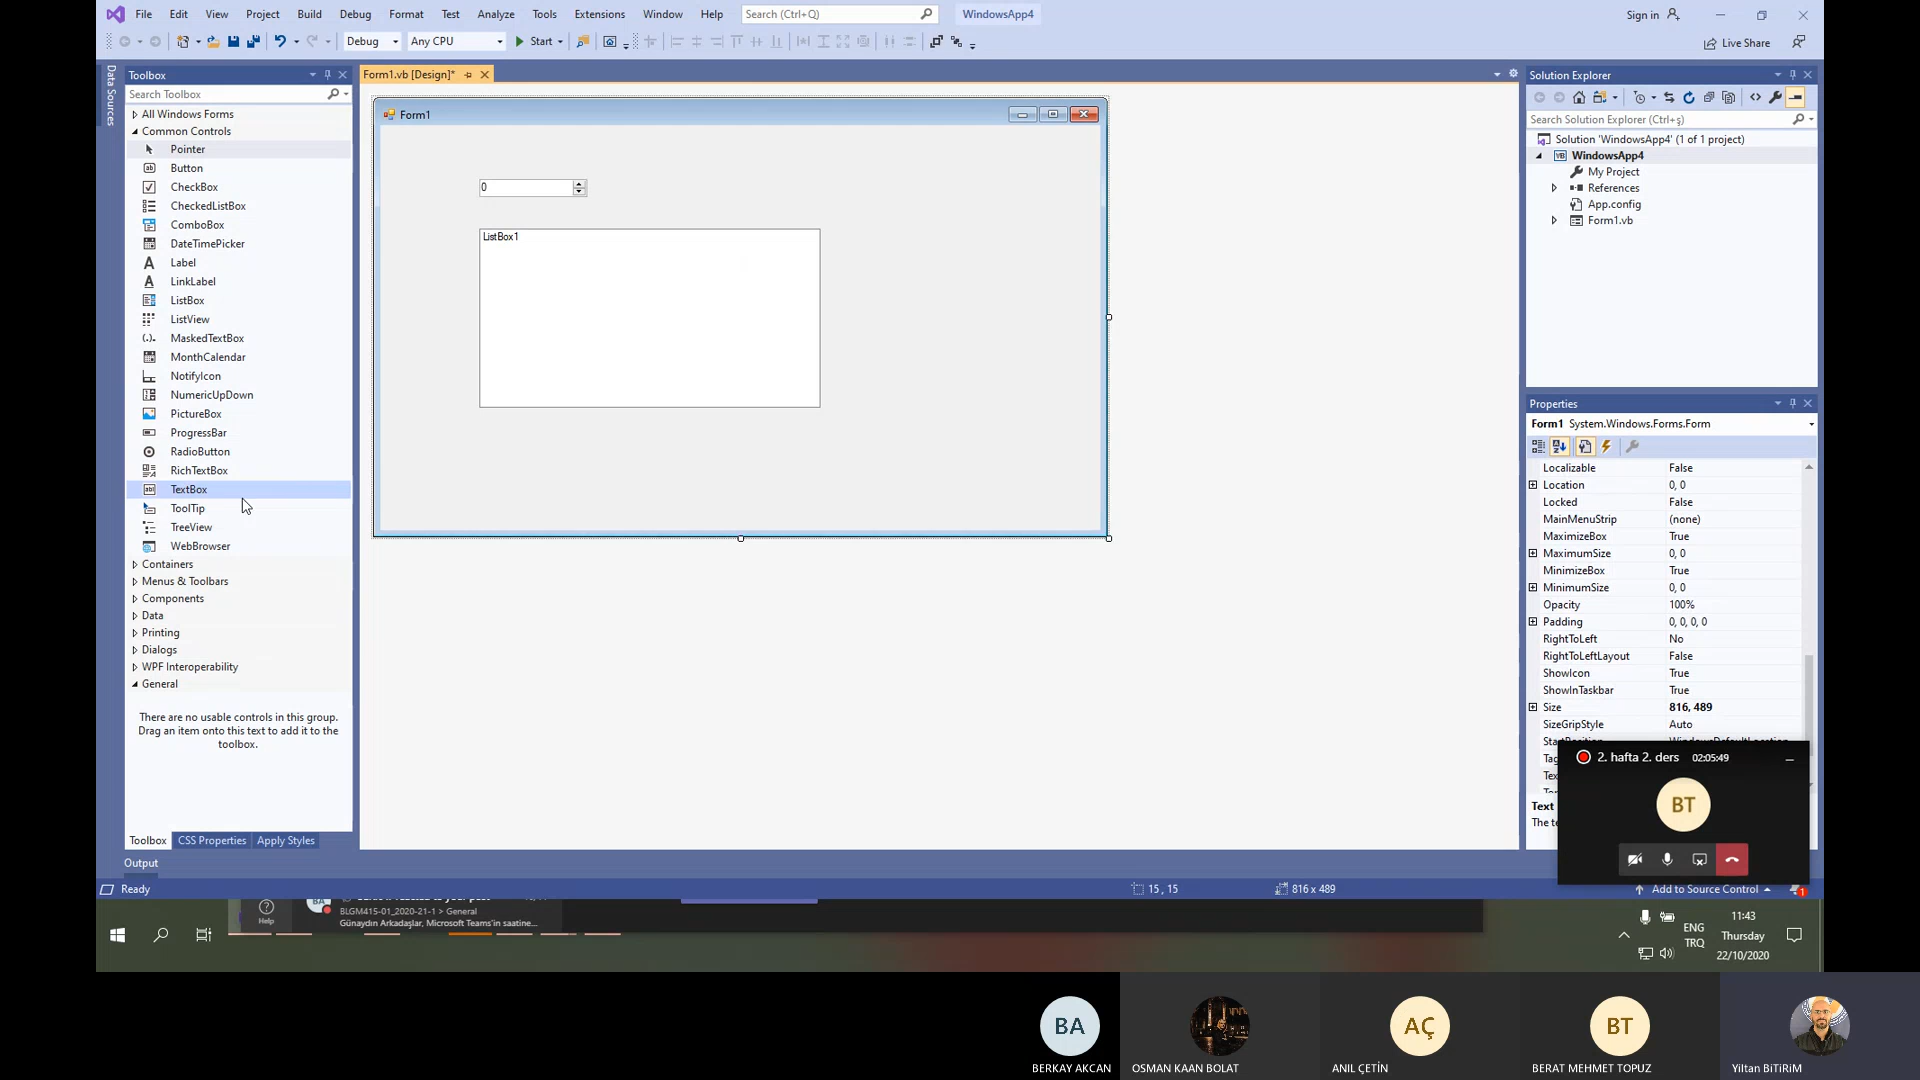 File Edit View Project Build Debug Format Test Analyze Tools Extensions Window Help Search (Ctrl+Q) WindowsApp4 Sign in
Debug Any CPU Start Live Share
Data Sources
Toolbox
Search Toolbox
All Windows Forms
Common Controls
Pointer
Button
CheckBox
CheckedListBox
ComboBox
DateTimePicker
Label
LinkLabel
ListBox
ListView
MaskedTextBox
MonthCalendar
NotifyIcon
NumericUpDown
PictureBox
ProgressBar
RadioButton
RichTextBox
TextBox
ToolTip
TreeView
WebBrowser
Containers
Menus & Toolbars
Components
Data
Printing
Dialogs
WPF Interoperability
General
There are no usable controls in this group.
Drag an item onto this text to add it to the
toolbox.
Toolbox CSS Properties Apply Styles
Output
Form1.vb [Design]*
Form1
0
ListBox1
Solution Explorer
Search Solution Explorer (Ctrl+ş)
Solution 'WindowsApp4' (1 of 1 project)
VB WindowsApp4
My Project
References
App.config
Form1.vb
Properties
Form1 System.Windows.Forms.Form
Localizable False
Location 0, 0
Locked False
MainMenuStrip (none)
MaximizeBox True
MaximumSize 0, 0
MinimizeBox True
MinimumSize 0, 0
Opacity 100%
Padding 0, 0, 0, 0
RightToLeft No
RightToLeftLayout False
ShowIcon True
ShowInTaskbar True
Size 816, 489
SizeGripStyle Auto
Text
2. hafta 2. ders 02:05:49
BT
Ready 15 , 15 816 x 489 Add to Source Control 1
Help
BLGM415-01_2020-21-1 > General
Günaydın Arkadaşlar, Microsoft Teams'in saatine...
ENG
TRQ
11:43
Thursday
22/10/2020
BA AÇ BT
BERKAY AKCAN OSMAN KAAN BOLAT ANIL ÇETİN BERAT MEHMET TOPUZ Yiltan BiTiRiM